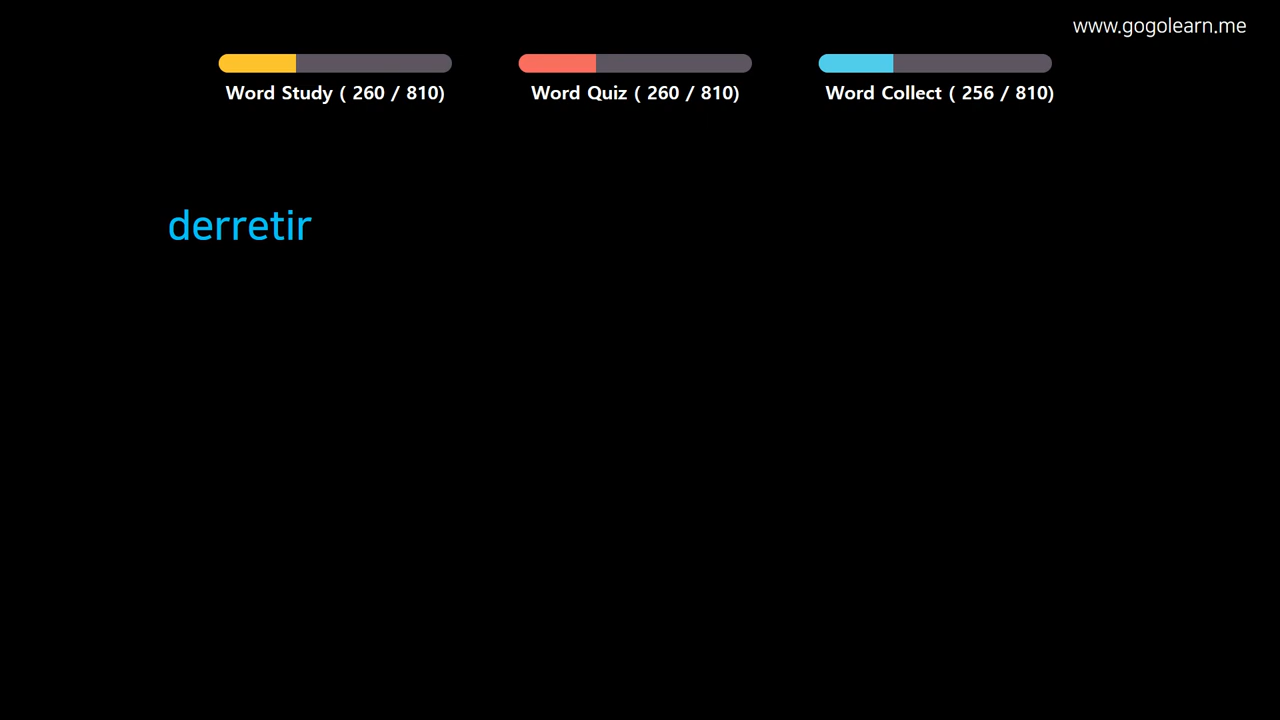 www.gogolearn.me
Word Study ( 260 / 810)
Word Quiz ( 260 / 810)
Word Collect ( 256 / 810)
derretir